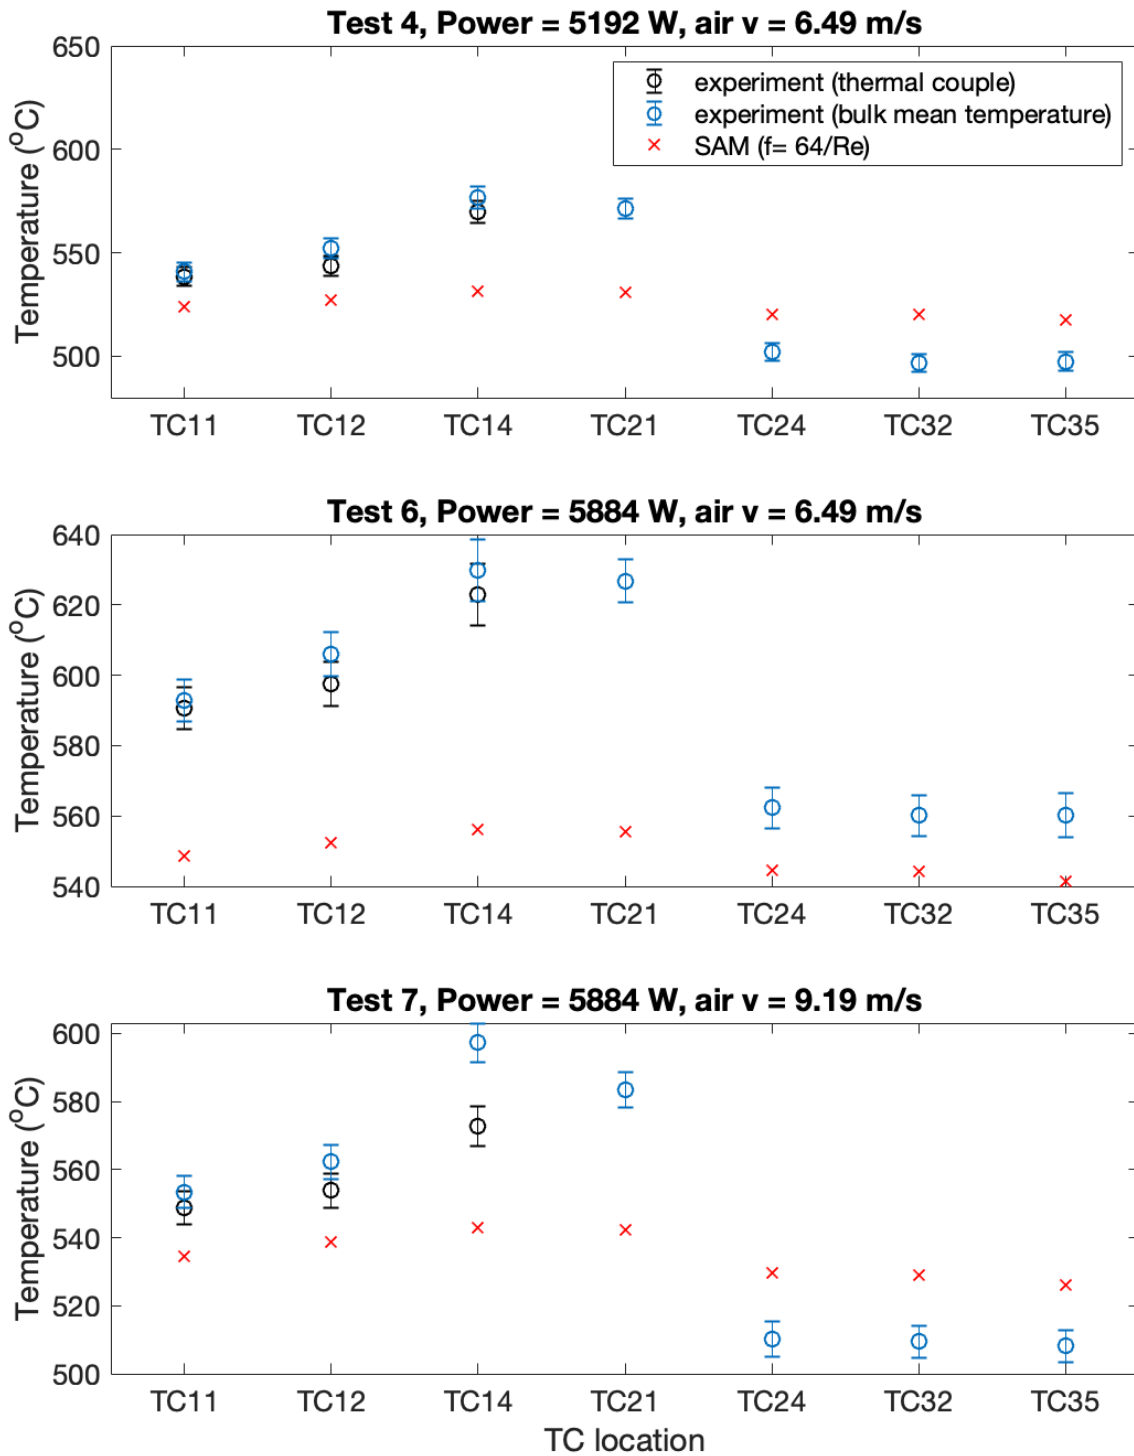 Test 4, Power = 5192 W, air v = 6.49 m/s
650
600
550
500
Temperature (°C)
experiment (thermal couple)
experiment (bulk mean temperature)
SAM (f= 64/Re)
TC11 TC12 TC14 TC21 TC24 TC32 TC35
Test 6, Power = 5884 W, air v = 6.49 m/s
640
620
600
580
560
540
Temperature (°C)
TC11 TC12 TC14 TC21 TC24 TC32 TC35
Test 7, Power = 5884 W, air v = 9.19 m/s
600
580
560
540
520
500
Temperature (°C)
TC11 TC12 TC14 TC21 TC24 TC32 TC35
TC location